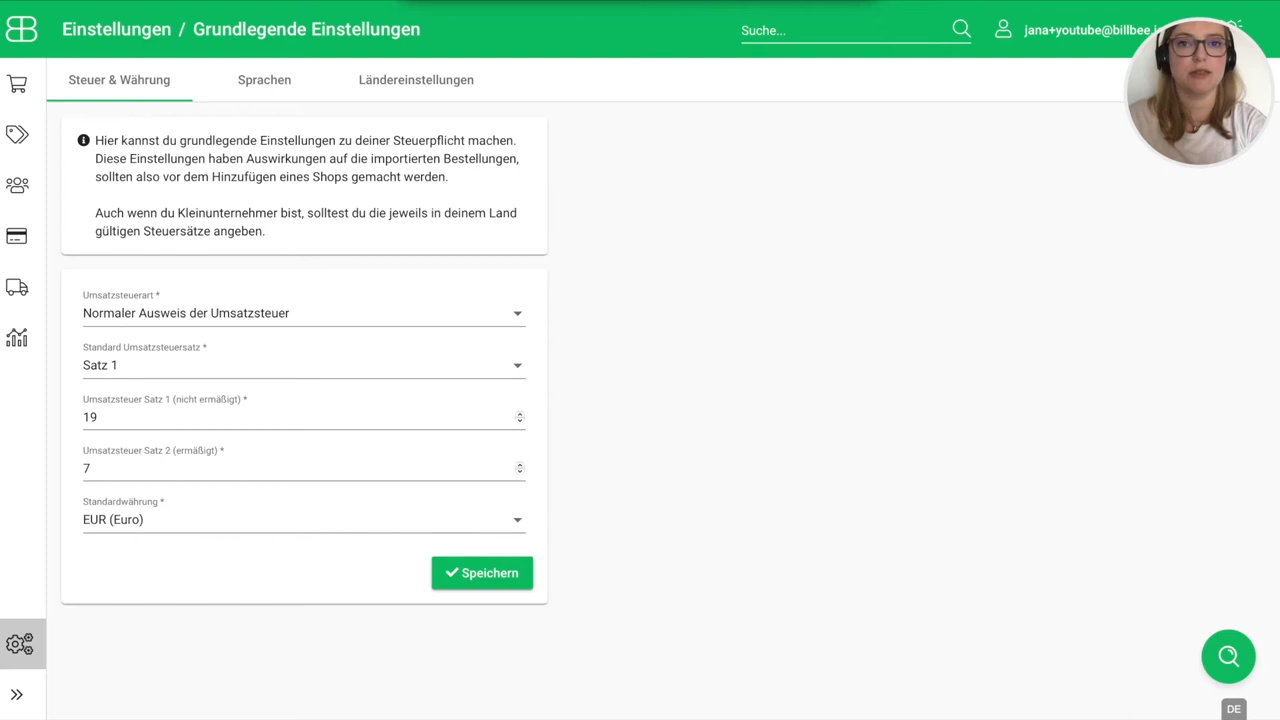 Einstellungen / Grundlegende Einstellungen
Suche...
jana+youtube@billbee.
Steuer & Währung
Sprachen
Ländereinstellungen
Hier kannst du grundlegende Einstellungen zu deiner Steuerpflicht machen.
Diese Einstellungen haben Auswirkungen auf die importierten Bestellungen,
sollten also vor dem Hinzufügen eines Shops gemacht werden.
Auch wenn du Kleinunternehmer bist, solltest du die jeweils in deinem Land
gültigen Steuersätze angeben.
Umsatzsteuerart *
Normaler Ausweis der Umsatzsteuer
Standard Umsatzsteuersatz *
Satz 1
Umsatzsteuer Satz 1 (nicht ermäßigt) *
19
Umsatzsteuer Satz 2 (ermäßigt) *
7
Standardwährung *
EUR (Euro)
Speichern
DE